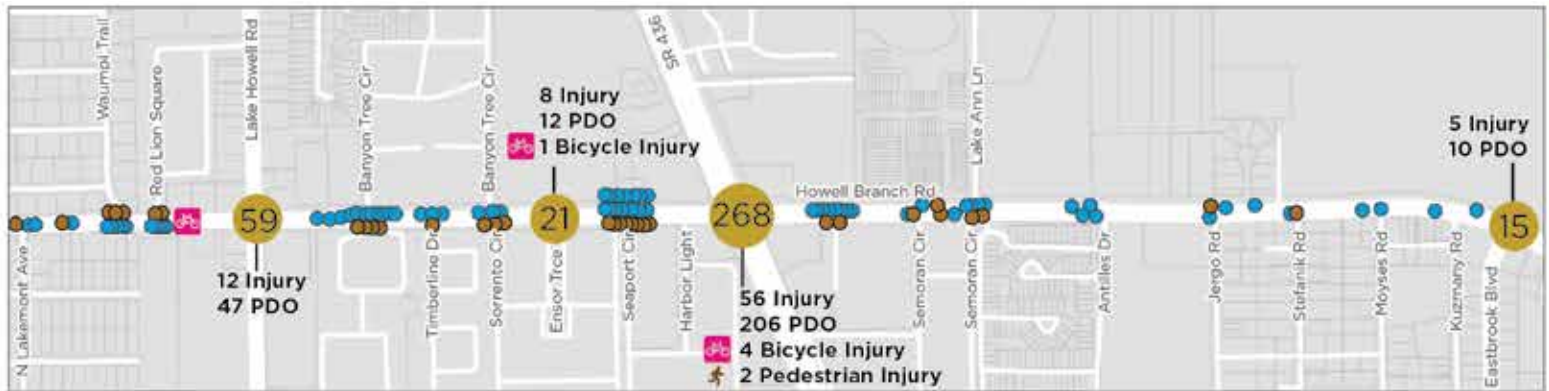 Waumpi Trail
Red Lion Square
Lake Howell Rd
Banyon Tree Cir
Banyon Tree Cir
SR 436
Lake Ann Ln
8 Injury
12 PDO
1 Bicycle Injury
5 Injury
10 PDO
Howell Branch Rd
59
21
268
15
12 Injury
47 PDO
56 Injury
206 PDO
4 Bicycle Injury
2 Pedestrian Injury
N Lakemont Ave
Timberline Dr
Sorrento Cir
Ensor Trce
Seaport Cir
Harbor Light
Semoran Cir
Semoran Cir
Antilles Dr
Jergo Rd
Stefanik Rd
Moyses Rd
Kuzmany Rd
Eastbrook Blvd